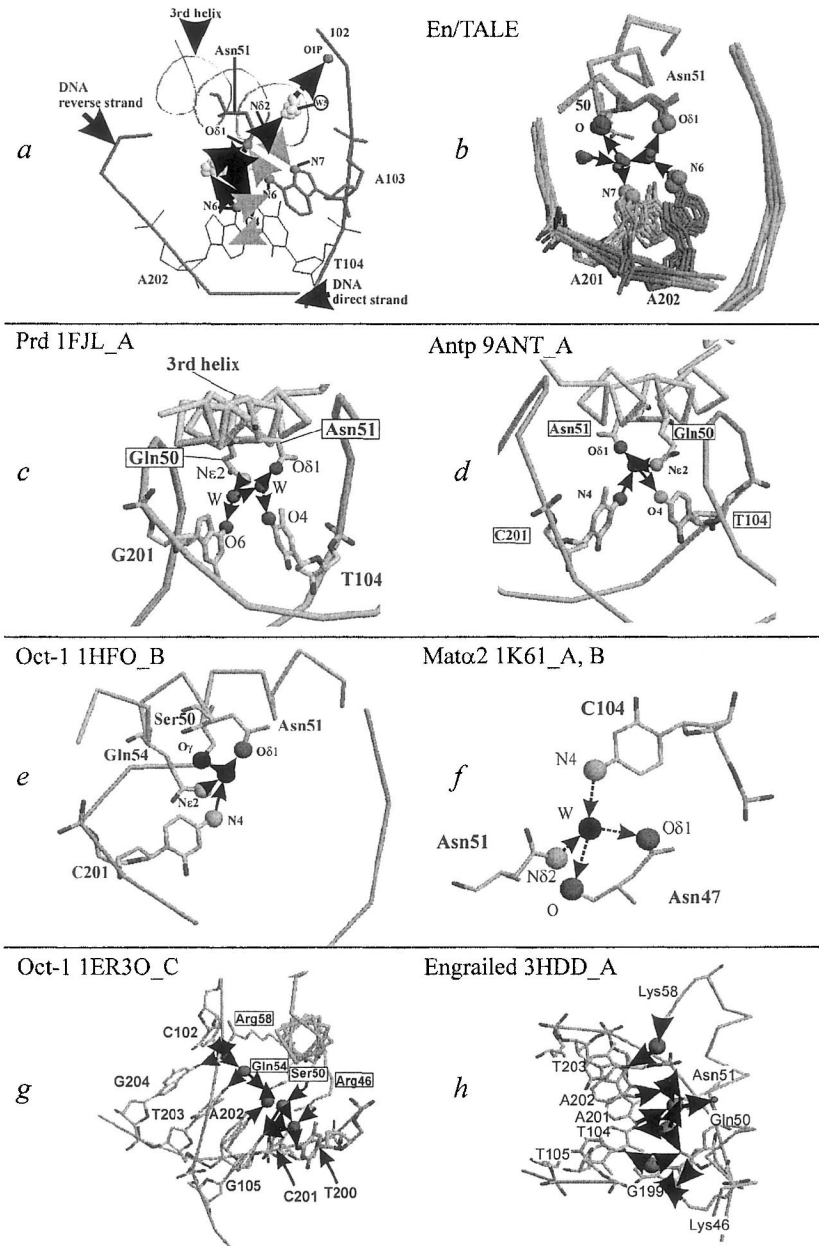 3rd helix
102
O1P
Asn51
DNA
reverse strand
Nδ2
W5
Oδ1
a
N7
A103
N6
N6
O4
A202
T104
DNA
direct strand
En/TALE
Asn51
50
O
Oδ1
b
N6
N7
A201
A202
Prd 1FJL_A
3rd helix
Asn51
Gln50
Nε2
Oδ1
c
W
W
O6
O4
G201
T104
Antp 9ANT_A
Asn51
Gln50
Oδ1
Nε2
d
N4
O4
C201
T104
Oct-1 1HFO_B
Ser50
Asn51
Gln54
Oγ
Oδ1
e
Nε2
N4
C201
Matα2 1K61_A, B
C104
N4
f
W
Asn51
Oδ1
Nδ2
O
Asn47
Oct-1 1ER3O_C
Arg58
C102
Gln54
Ser50
G204
Arg46
g
T203
A202
G105
C201
T200
Engrailed 3HDD_A
Lys58
T203
Asn51
A202
h
A201
T104
Gln50
T105
G199
Lys46